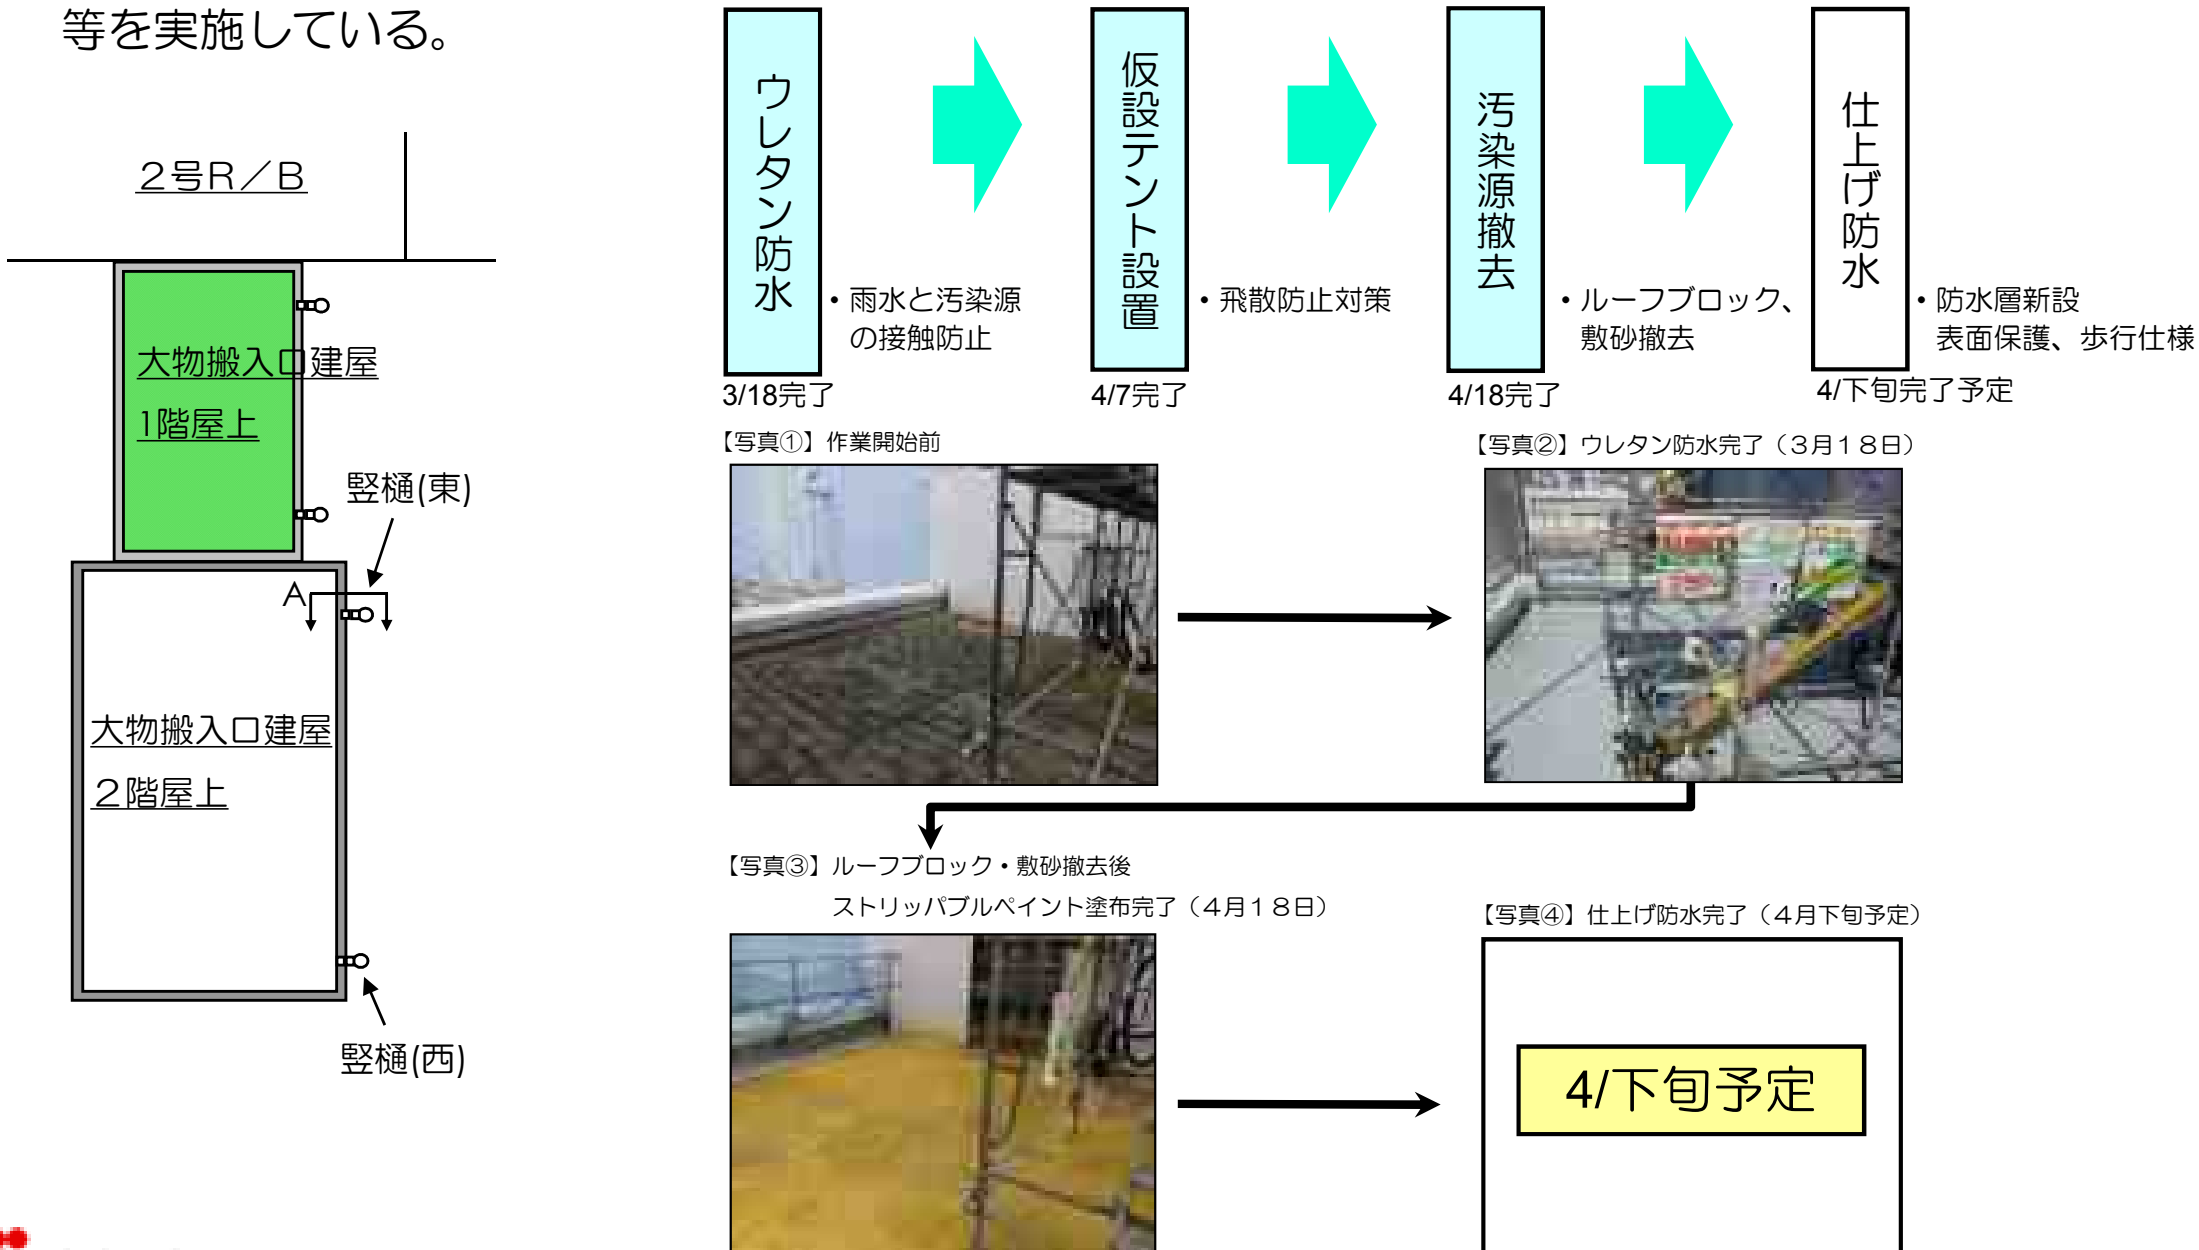 等を実施している。
2号R／B
大物搬入口建屋
1階屋上
竪樋(東)
A
大物搬入口建屋
２階屋上
竪樋(西)
ウレタン防水
・雨水と汚染源
の接触防止
3/18完了
仮設テント設置
・飛散防止対策
4/7完了
汚染源撤去
・ルーフブロック、
敷砂撤去
4/18完了
仕上げ防水
・防水層新設
表面保護、歩行仕様
4/下旬完了予定
【写真①】作業開始前
【写真②】ウレタン防水完了（３月１８日）
【写真③】ルーフブロック・敷砂撤去後
ストリッパブルペイント塗布完了（４月１８日）
【写真④】仕上げ防水完了（４月下旬予定）
4/下旬予定